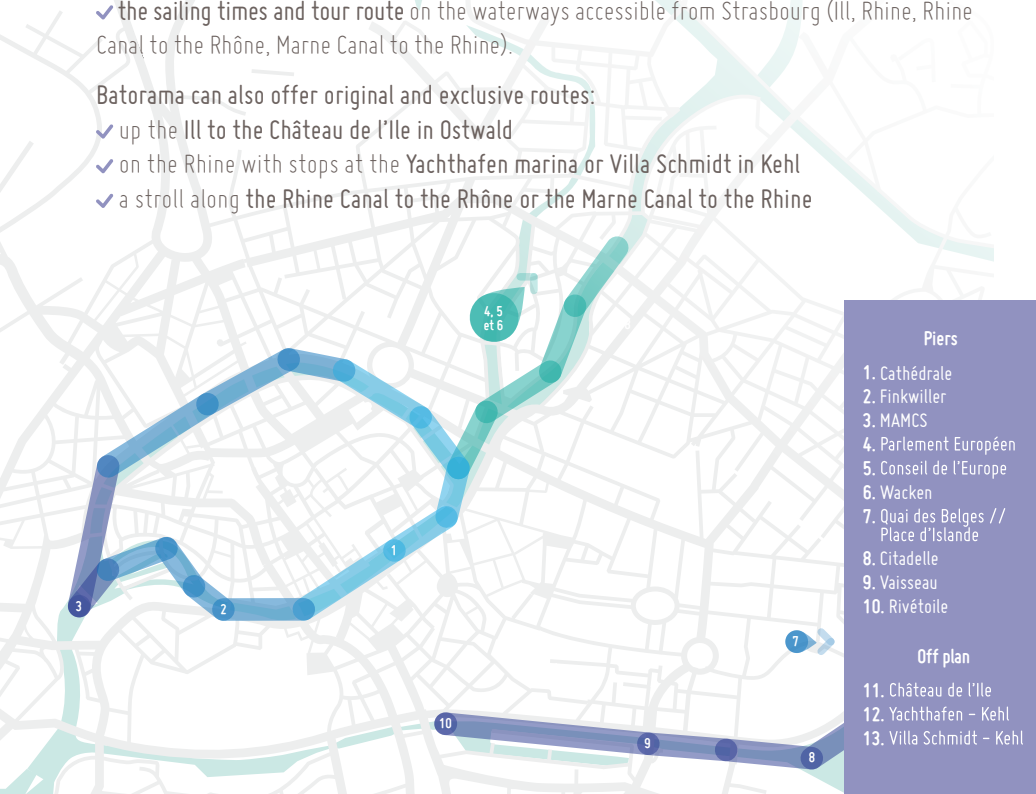 the sailing times and tour route on the waterways accessible from Strasbourg (Ill, Rhine, Rhine
Canal to the Rhône, Marne Canal to the Rhine).
Batorama can also offer original and exclusive routes:
up the Ill to the Château de l'Ile in Ostwald
on the Rhine with stops at the Yachthafen marina or Villa Schmidt in Kehl
a stroll along the Rhine Canal to the Rhône or the Marne Canal to the Rhine
4, 5
et 6
1
2
3
7
10
9
8
Piers
1. Cathédrale
2. Finkwiller
3. MAMCS
4. Parlement Européen
5. Conseil de l'Europe
6. Wacken
7. Quai des Belges //
Place d'Islande
8. Citadelle
9. Vaisseau
10. Rivétoile
Off plan
11. Château de l'Ile
12. Yachthafen – Kehl
13. Villa Schmidt – Kehl